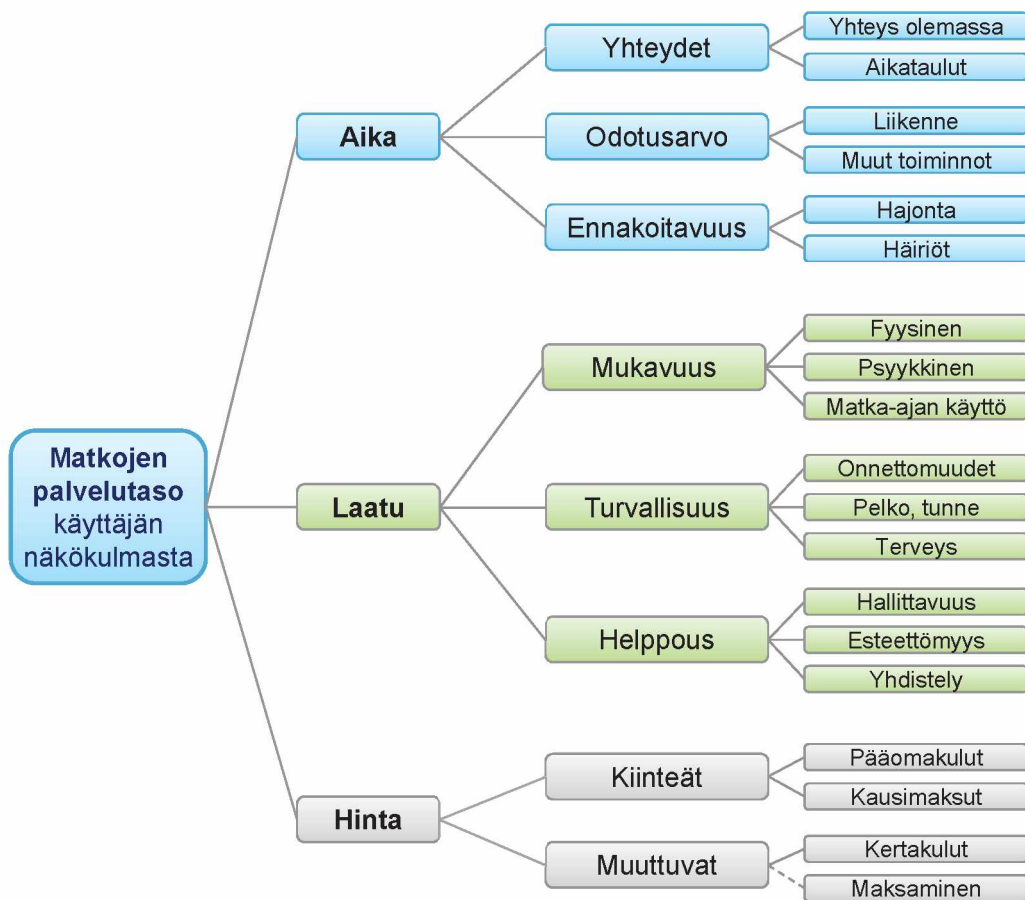 Matkojen
palvelutaso
käyttäjän
näkökulmasta
Aika
Yhteydet
Yhteys olemassa
Aikataulut
Odotusarvo
Liikenne
Muut toiminnot
Ennakoitavuus
Hajonta
Häiriöt
Laatu
Mukavuus
Fyysinen
Psyykkinen
Matka-ajan käyttö
Turvallisuus
Onnettomuudet
Pelko, tunne
Terveys
Helppous
Hallittavuus
Esteettömyys
Yhdistely
Hinta
Kiinteät
Pääomakulut
Kausimaksut
Muuttuvat
Kertakulut
Maksaminen